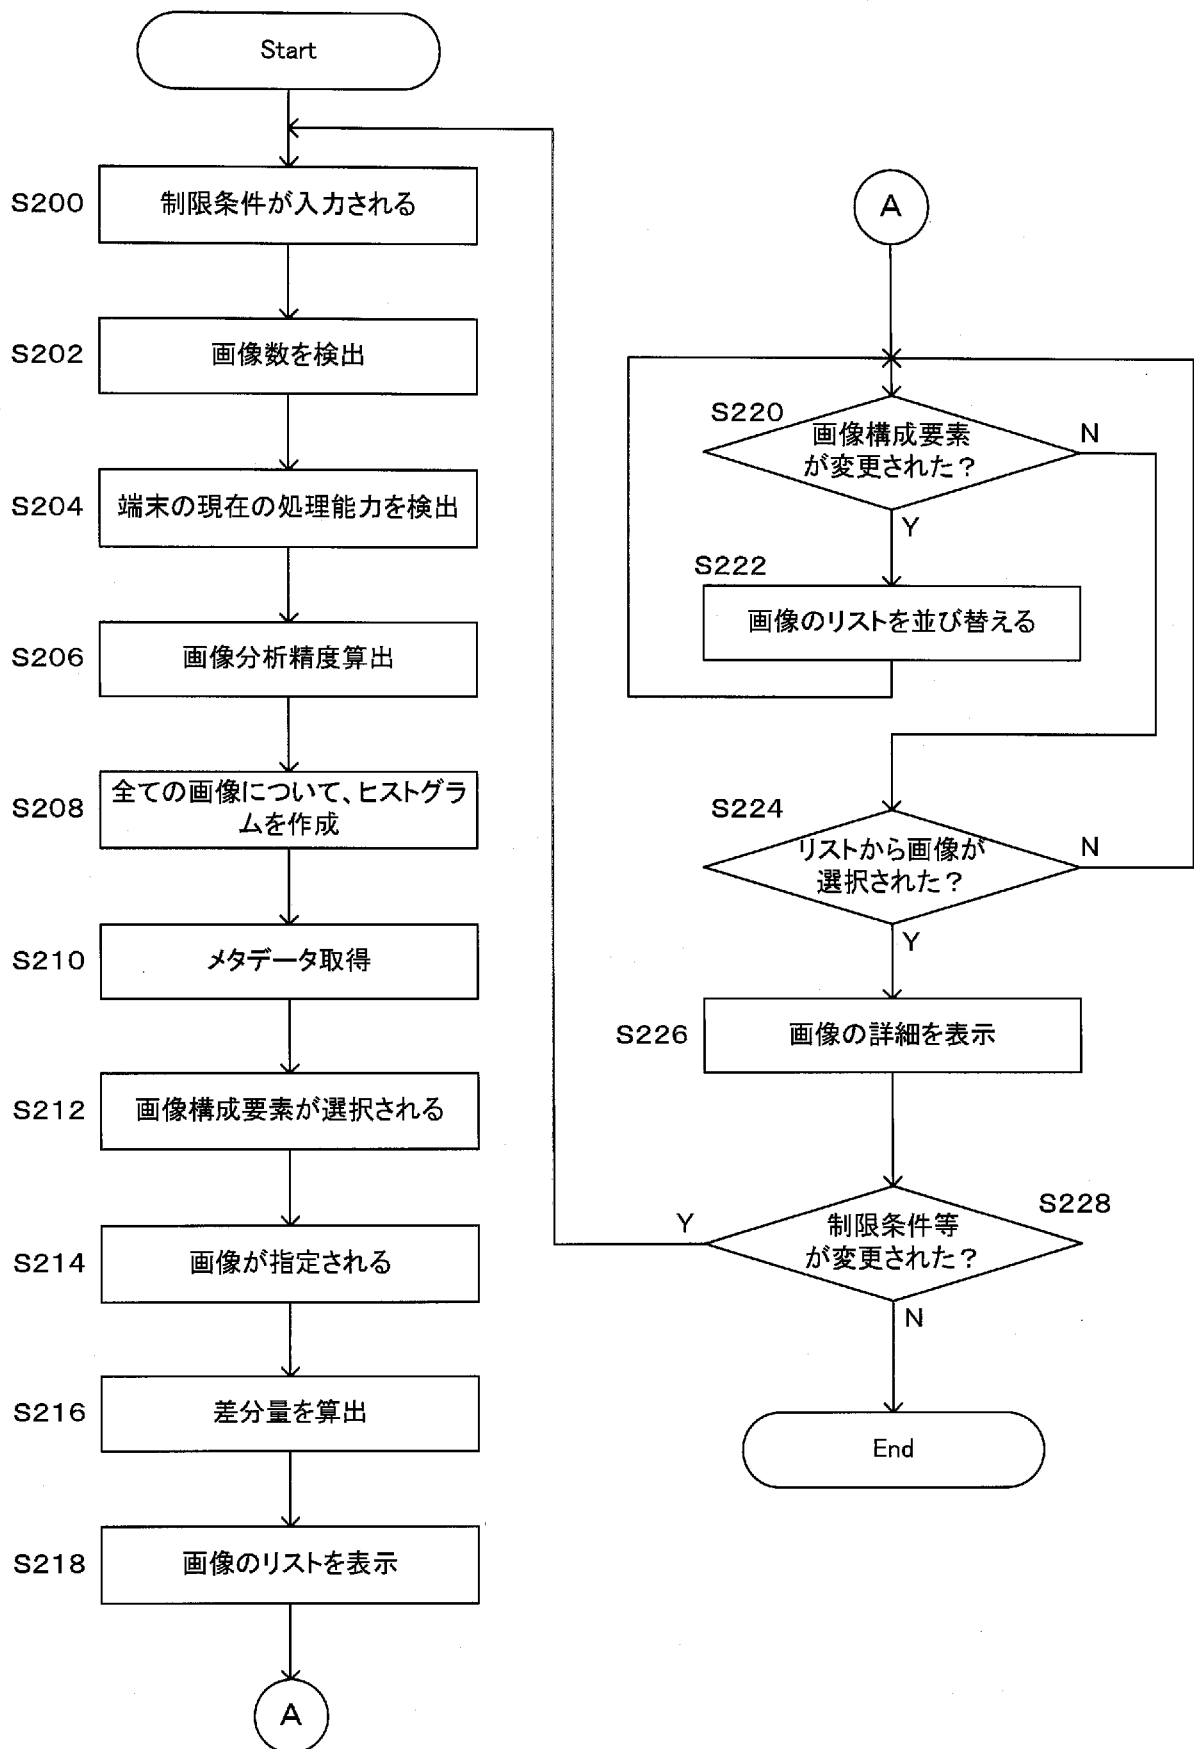 Start
S200
制限条件が入力される
S202
画像数を検出
S204
端末の現在の処理能力を検出
S206
画像分析精度算出
S208
全ての画像について、ヒストグラ
ムを作成
S210
メタデータ取得
S212
画像構成要素が選択される
S214
画像が指定される
S216
差分量を算出
S218
画像のリストを表示
A
A
S220
画像構成要素
が変更された？
N
Y
S222
画像のリストを並び替える
S224
リストから画像が
選択された？
N
Y
S226
画像の詳細を表示
S228
制限条件等
が変更された？
Y
N
End